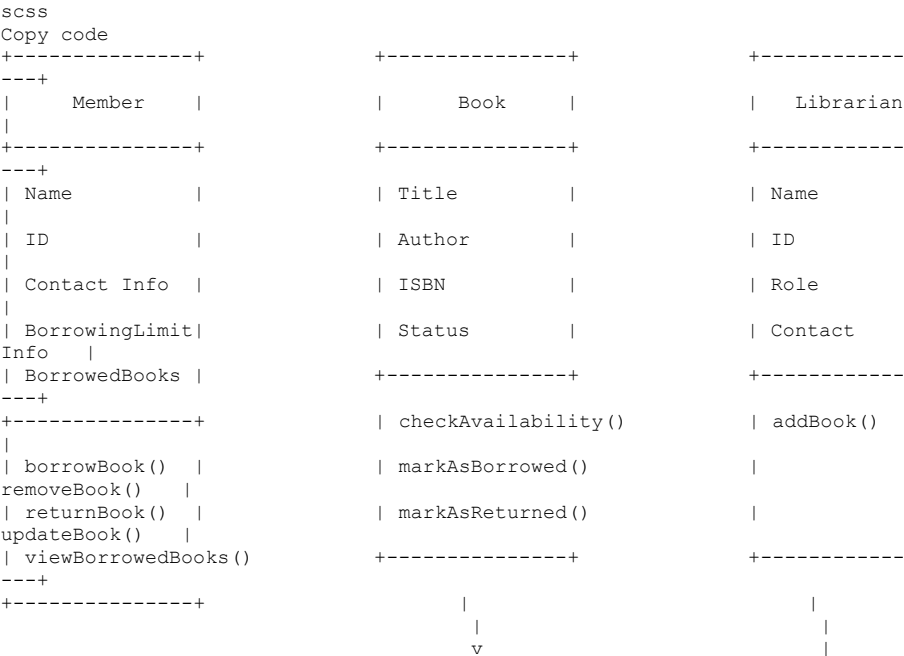 scss
Copy code
+---------------+ +---------------+ +------------
---+
| Member | | Book | | Librarian
|
+---------------+ +---------------+ +------------
---+
| Name | | Title | | Name
|
| ID | | Author | | ID
|
| Contact Info | | ISBN | | Role
|
| BorrowingLimit| | Status | | Contact
Info |
| BorrowedBooks | +---------------+ +------------
---+
+---------------+ | checkAvailability() | addBook()
|
| borrowBook() | | markAsBorrowed() |
removeBook() |
| returnBook() | | markAsReturned() |
updateBook() |
| viewBorrowedBooks() +---------------+ +------------
---+
+---------------+ | |
| |
v |